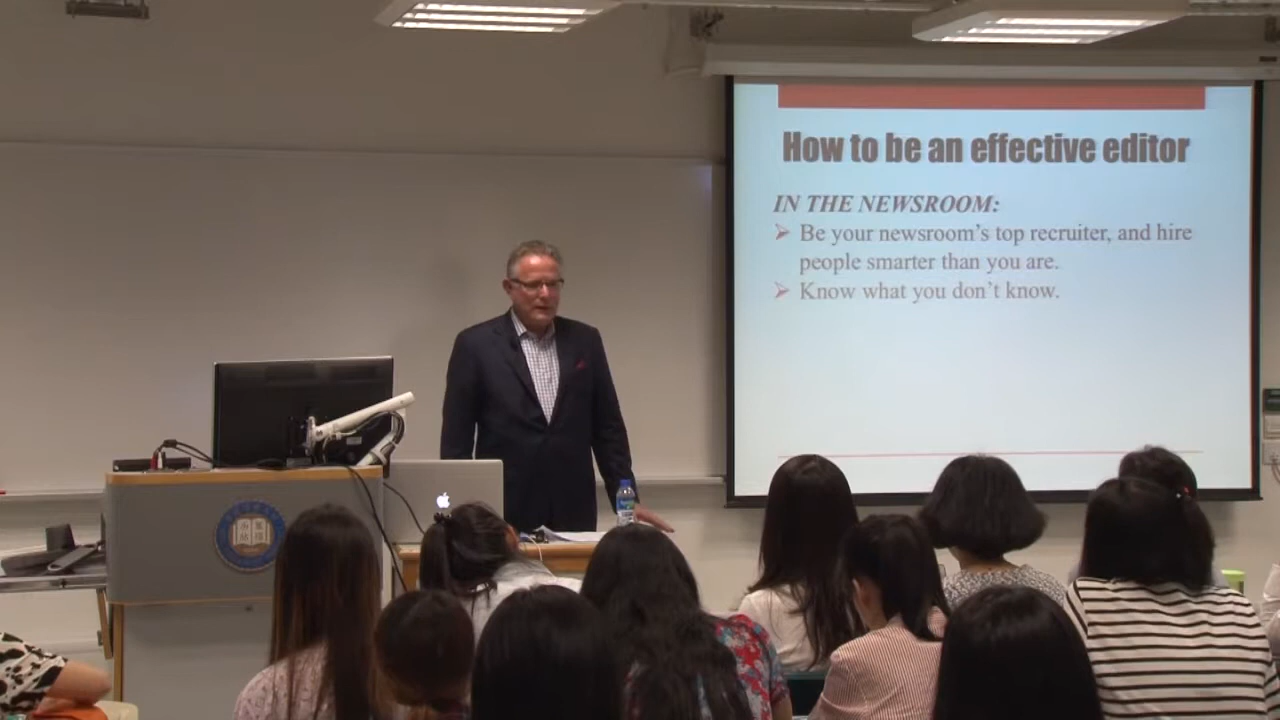 How to be an effective editor
IN THE NEWSROOM:
Be your newsroom's top recruiter, and hire
people smarter than you are.
Know what you don't know.